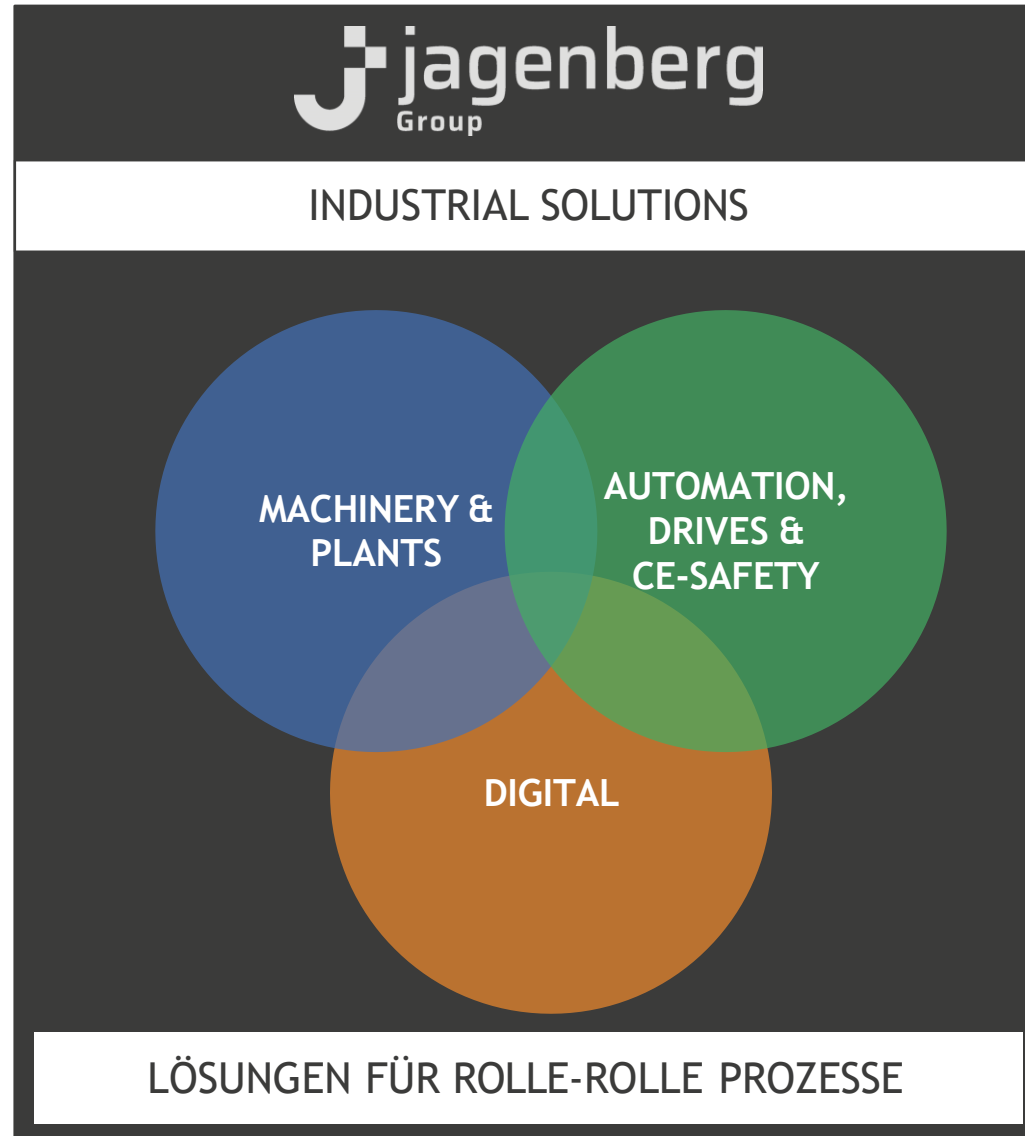 jagenberg
Group
INDUSTRIAL SOLUTIONS
MACHINERY &
PLANTS
AUTOMATION,
DRIVES &
CE-SAFETY
DIGITAL
LÖSUNGEN FÜR ROLLE-ROLLE PROZESSE